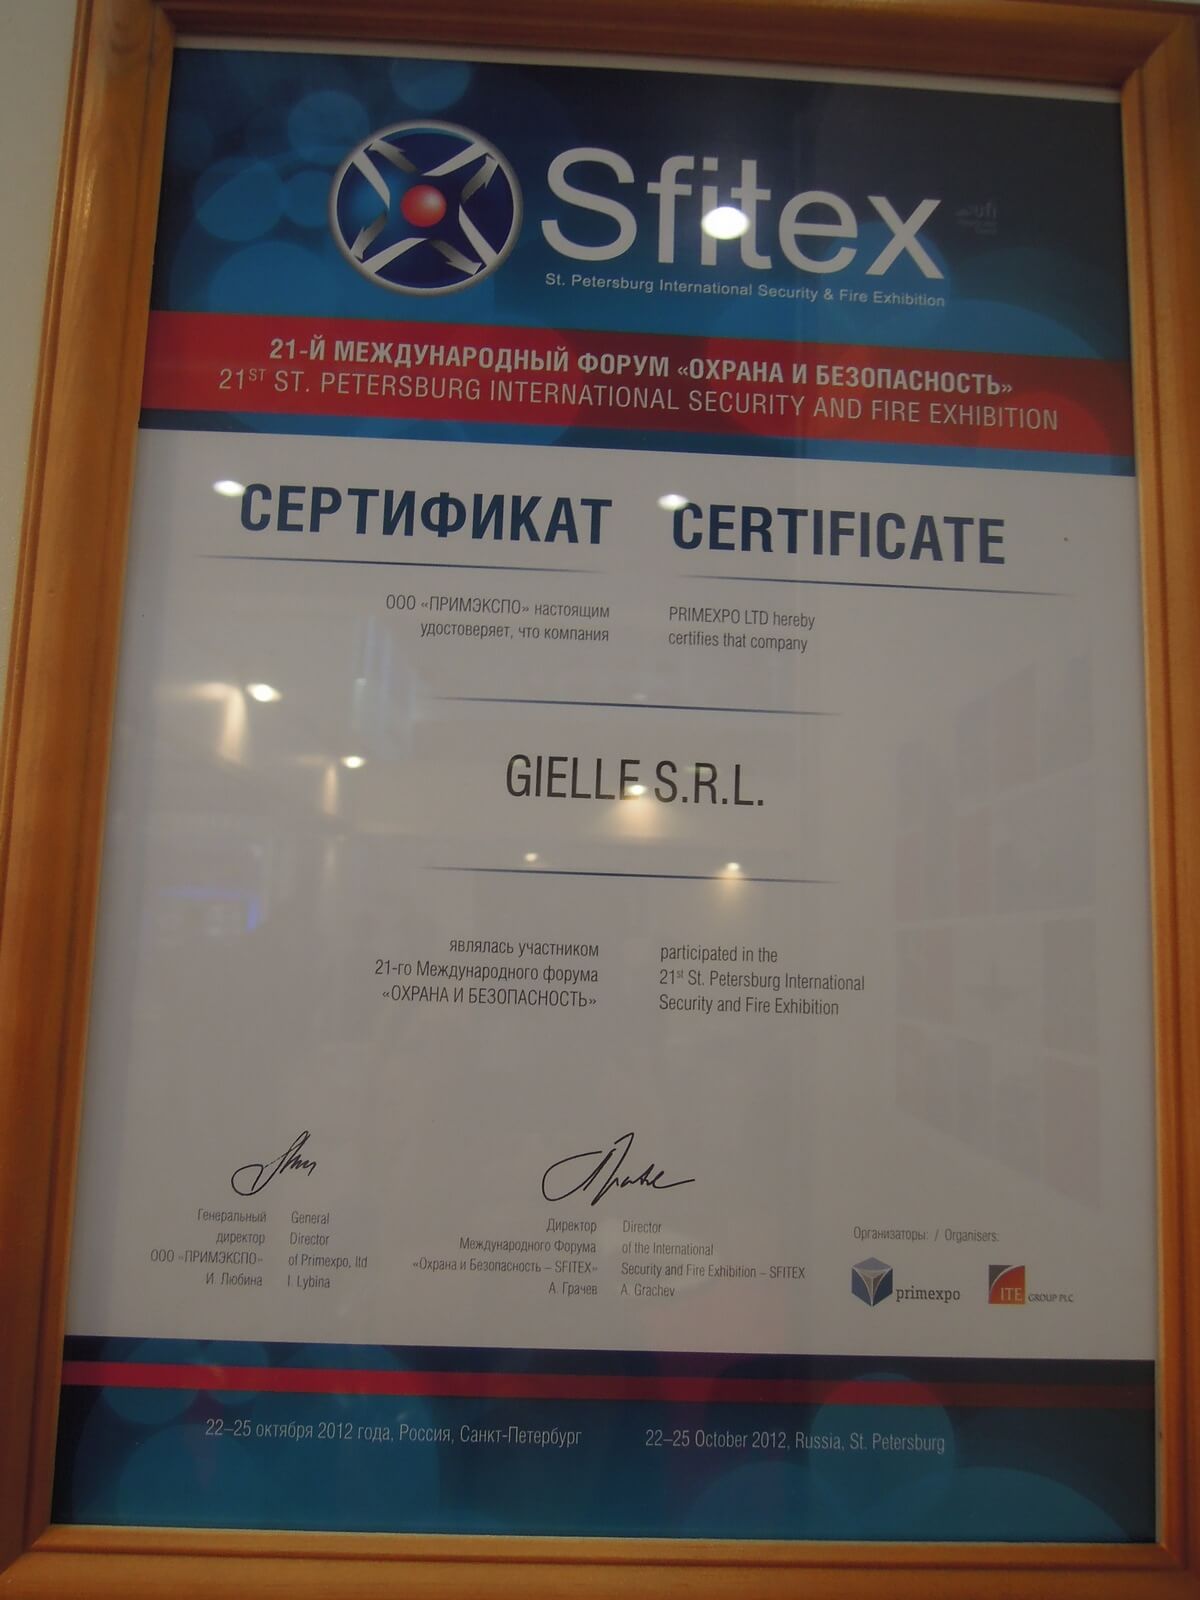 Sfitex
ufi
St. Petersburg International Security & Fire Exhibition
21-Й МЕЖДУНАРОДНЫЙ ФОРУМ «ОХРАНА И БЕЗОПАСНОСТЬ»
21ST ST. PETERSBURG INTERNATIONAL SECURITY AND FIRE EXHIBITION
СЕРТИФИКАТ
ООО «ПРИМЭКСПО» настоящим
удостоверяет, что компания
CERTIFICATE
PRIMEXPO LTD hereby
certifies that company
GIELLE S.R.L.
являлась участником
21-го Международного форума
«ОХРАНА И БЕЗОПАСНОСТЬ»
participated in the
21st St. Petersburg International
Security and Fire Exhibition
Генеральный
директор
ООО «ПРИМЭКСПО»
И. Любина
General
Director
of Primexpo, ltd
I. Lybina
Директор
Международного Форума
«Охрана и Безопасность – SFITEX»
А. Грачев
Director
of the International
Security and Fire Exhibition – SFITEX
A. Grachev
Организаторы: / Organisers:
primexpo
ITE GROUP PLC
22–25 октября 2012 года, Россия, Санкт-Петербург
22–25 October 2012, Russia, St. Petersburg